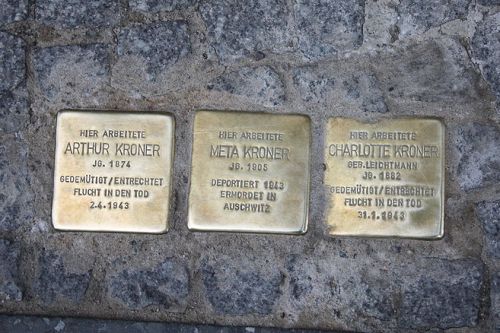 HIER ARBEITETE
ARTHUR KRONER
JG. 1874
GEDEMÜTIGT/ENTRECHTET
FLUCHT IN DEN TOD
2.4.1943
HIER ARBEITETE
META KRONER
JG. 1905
DEPORTIERT 1943
ERMORDET IN
AUSCHWITZ
HIER ARBEITETE
CHARLOTTE KRONER
GEB. LEICHTMANN
JG. 1882
GEDEMÜTIGT/ENTRECHTET
FLUCHT IN DEN TOD
31.1.1943